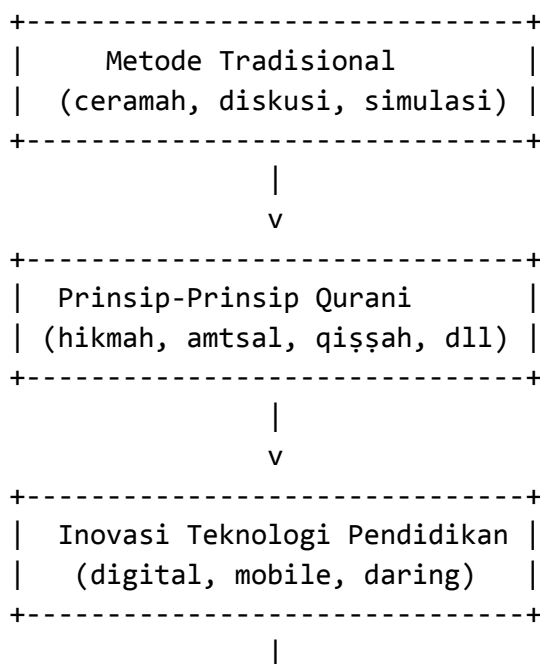 Metode Tradisional
(ceramah, diskusi, simulasi)
Prinsip-Prinsip Qurani
(hikmah, amtsal, qiṣṣah, dll)
Inovasi Teknologi Pendidikan
(digital, mobile, daring)